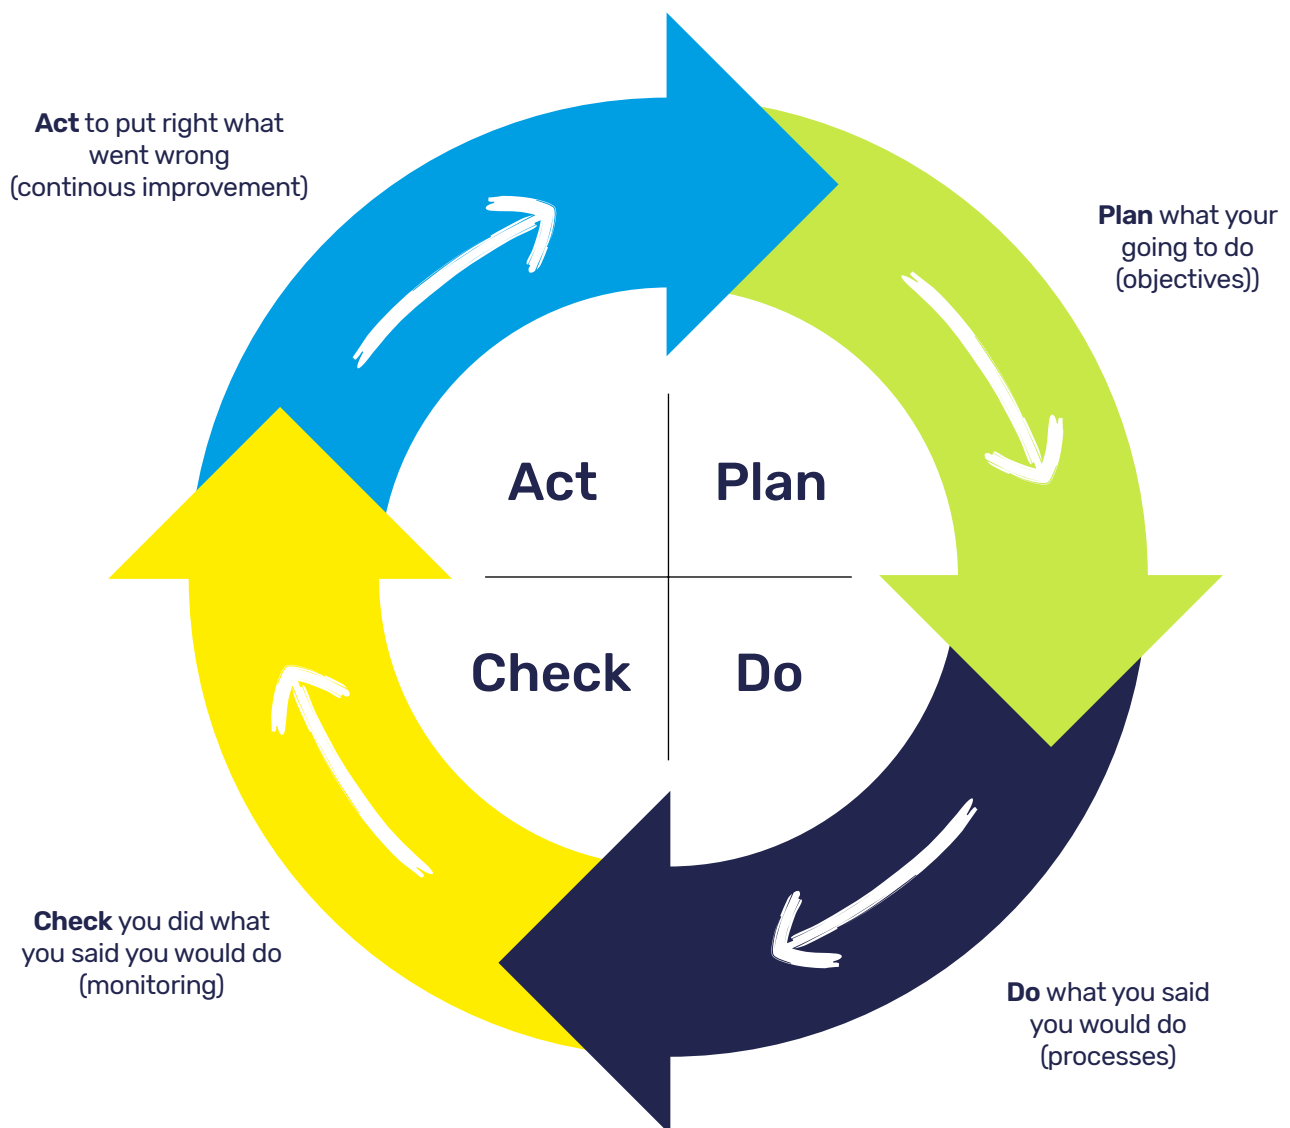 Act to put right what
went wrong
(continous improvement)
Plan what your
going to do
(objectives))
Act
Plan
Check
Do
Check you did what
you said you would do
(monitoring)
Do what you said
you would do
(processes)